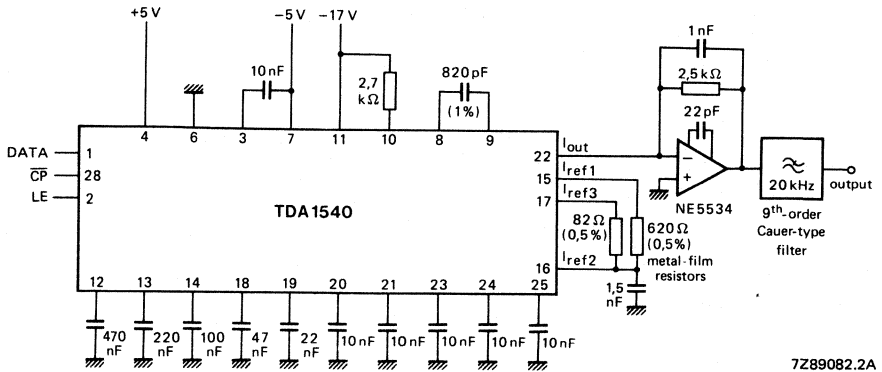 +5 V
−5V
−17V
10 nF
2,7
kΩ
820 pF
(1%)
1 nF
2,5 kΩ
22 pF
4
6
3
7
11
10
8
9
DATA
1
CP
28
LE
2
TDA1540
22
Iout
15
Iref1
17
Iref3
16
Iref2
82 Ω
(0,5%)
620 Ω
(0,5%)
metal-film
resistors
1,5
nF
−
+
NE5534
20 kHz
output
9th-order
Cauer-type
filter
12
13
14
18
19
20
21
23
24
25
470
nF
220
nF
100
nF
47
nF
22
nF
10 nF
10 nF
10 nF
10 nF
10 nF
7Z89082.2A